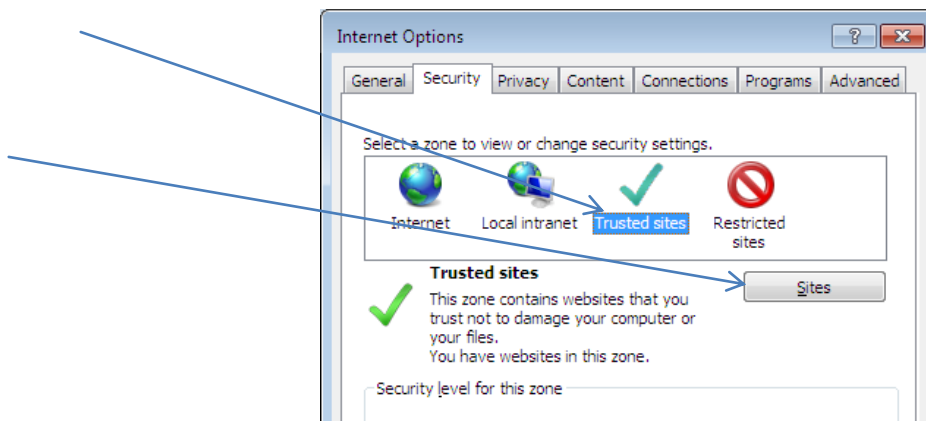 Internet Options
General Security Privacy Content Connections Programs Advanced
Select a zone to view or change security settings.
Internet Local intranet Trusted sites Restricted sites
Trusted sites
Sites
This zone contains websites that you
trust not to damage your computer or
your files.
You have websites in this zone.
Security level for this zone